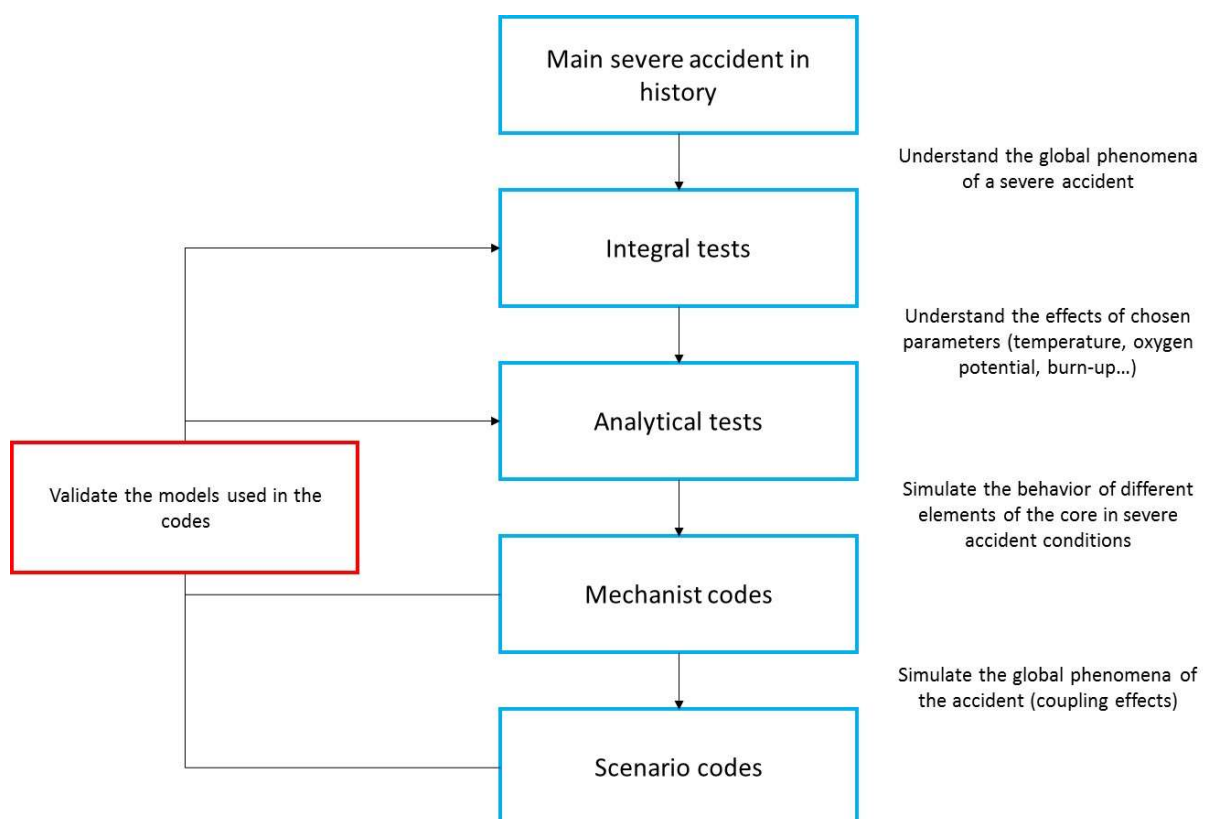 Main severe accident in
history
Understand the global phenomena
of a severe accident
Integral tests
Understand the effects of chosen
parameters (temperature, oxygen
potential, burn-up…)
Analytical tests
Validate the models used in the
codes
Simulate the behavior of different
elements of the core in severe
accident conditions
Mechanist codes
Simulate the global phenomena of
the accident (coupling effects)
Scenario codes